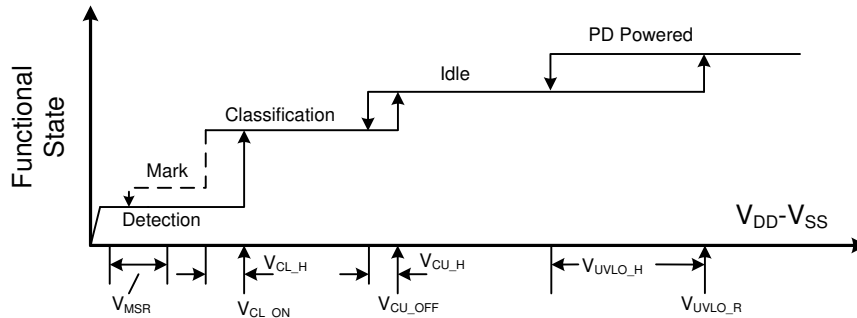 Functional
State
PD Powered
Idle
Classification
Mark
Detection
V_DD-V_SS
V_MSR
V_CL_H
V_CL_ON
V_CU_H
V_CU_OFF
V_UVLO_H
V_UVLO_R